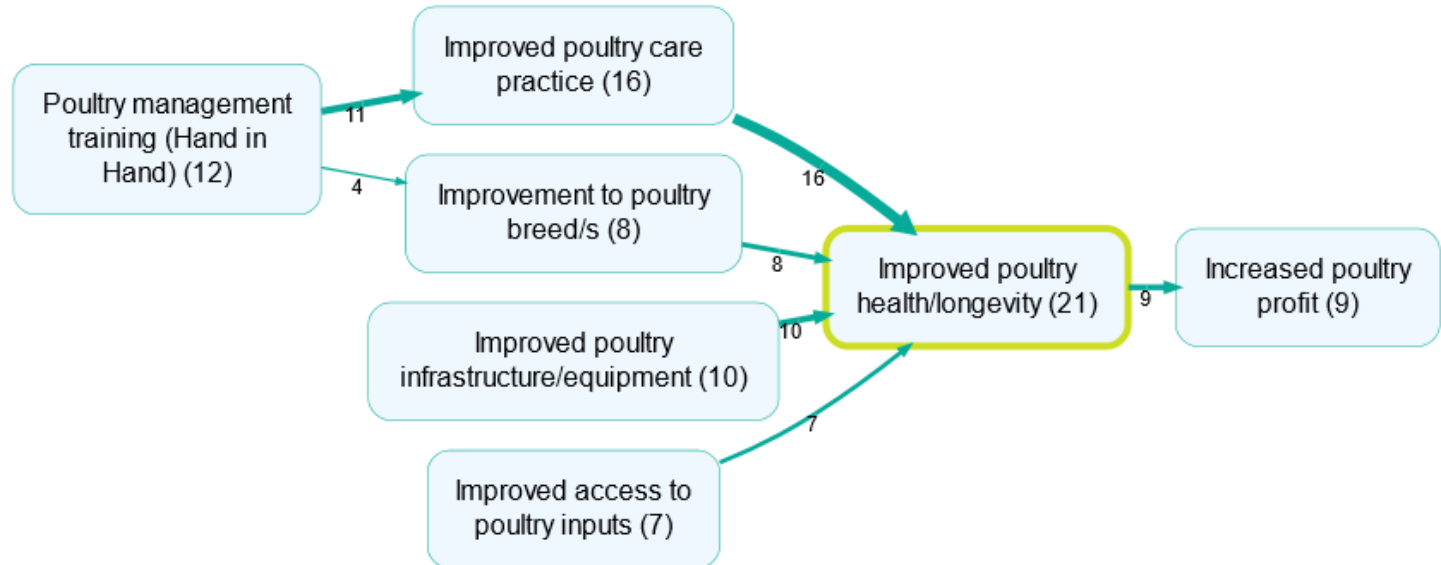 Improved poultry care
practice (16)
Poultry management
training (Hand in
Hand) (12)
11
4
16
Improvement to poultry
breed/s (8)
8
Improved poultry
health/longevity (21)
9
Increased poultry
profit (9)
Improved poultry
infrastructure/equipment (10)
10
7
Improved access to
poultry inputs (7)